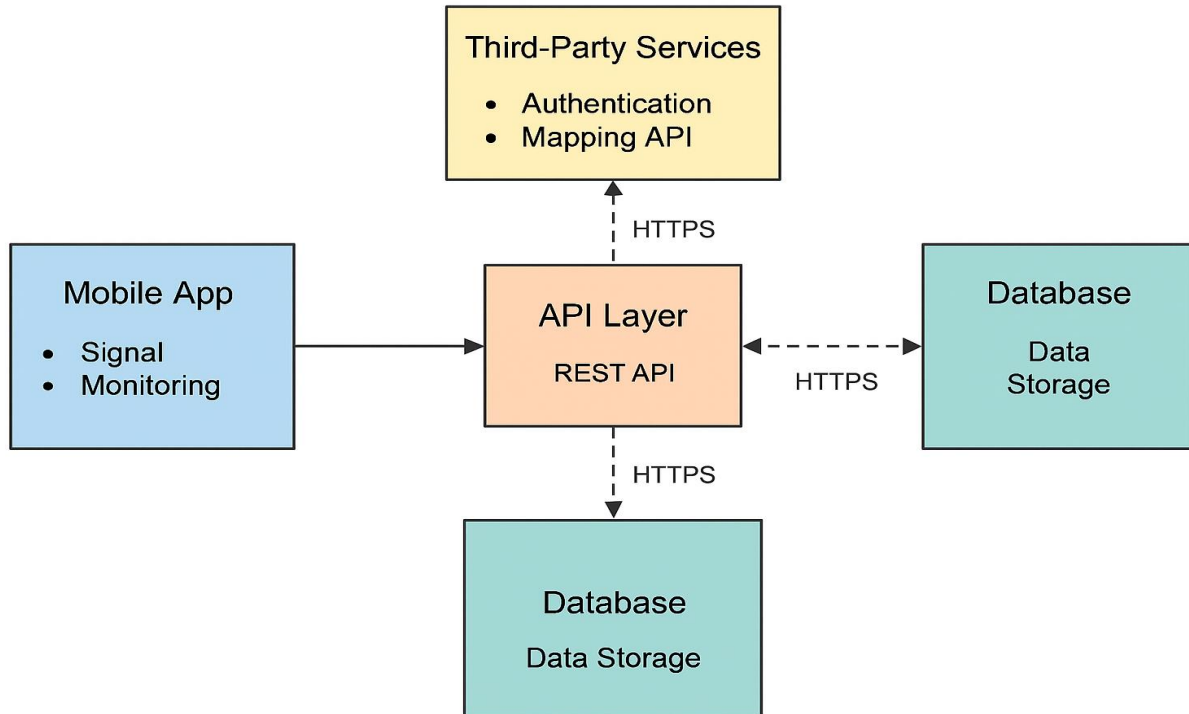 Third-Party Services
• Authentication
• Mapping API
HTTPS
Mobile App
• Signal
• Monitoring
API Layer
REST API
HTTPS
Database
Data
Storage
HTTPS
Database
Data Storage